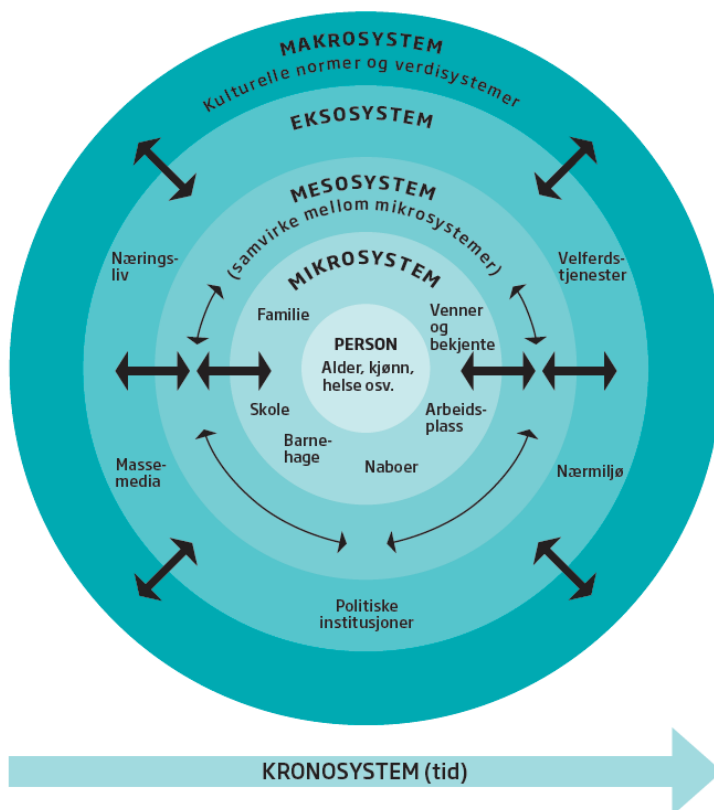 MAKROSYSTEM
Kulturelle normer og verdisystemer
EKSOSYSTEM
MESOSYSTEM
(samvirke mellom mikrosystemer)
MIKROSYSTEM
Nærings-
liv
Velferds-
tjenester
Familie
Venner
og
bekjente
PERSON
Alder, kjønn,
helse osv.
Skole
Arbeids-
plass
Barne-
hage
Naboer
Masse-
media
Nærmiljø
Politiske
institusjoner
KRONOSYSTEM (tid)